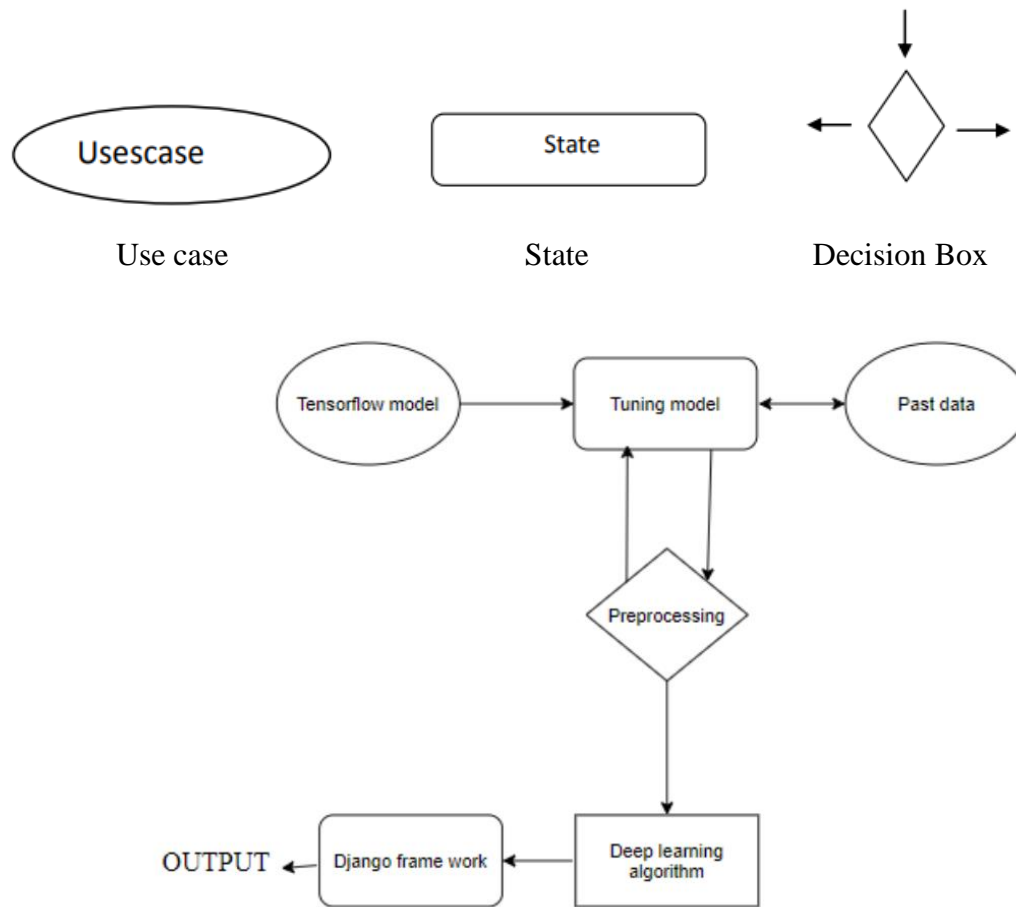 Usescase
State
Use case
State
Decision Box
Tensorflow model
Tuning model
Past data
Preprocessing
Deep learning
algorithm
Django frame work
OUTPUT